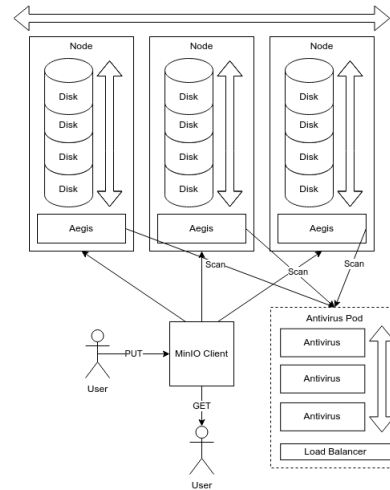 Node
Node
Node
Disk
Disk
Disk
Disk
Disk
Disk
Disk
Disk
Disk
Disk
Disk
Disk
Aegis
Aegis
Aegis
Scan
Scan
Scan
PUT
MinIO Client
User
GET
User
Antivirus Pod
Antivirus
Antivirus
Antivirus
Load Balancer